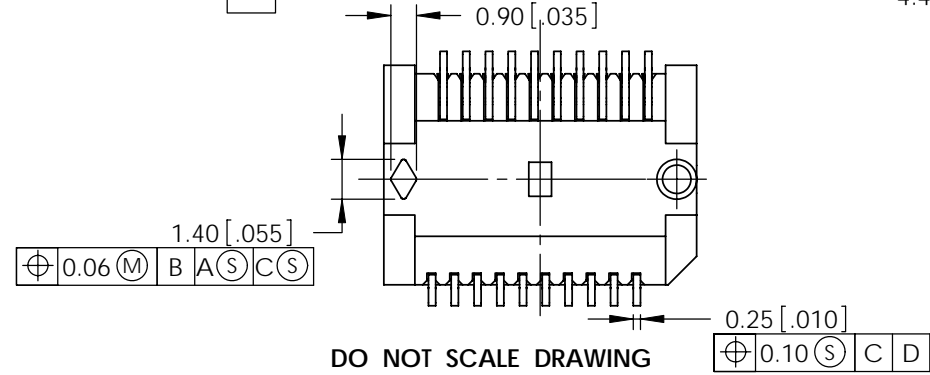 0.90[.035]
1.40[.055]
⌖ 0.06 Ⓜ B A Ⓢ C Ⓢ
0.25[.010]
⌖ 0.10 Ⓢ C D
DO NOT SCALE DRAWING